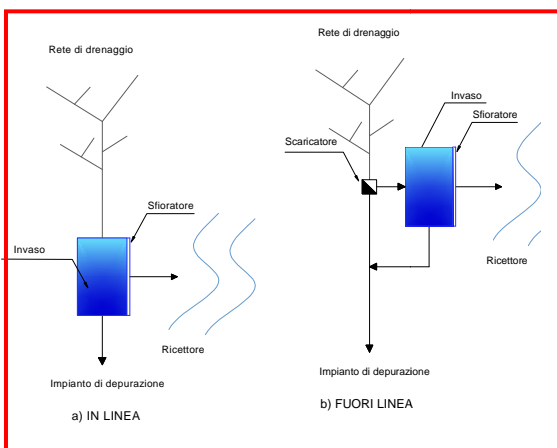 Rete di drenaggio
Sfioratore
Invaso
Ricettore
Impianto di depurazione
a) IN LINEA
Rete di drenaggio
Invaso
Sfioratore
Scaricatore
Ricettore
Impianto di depurazione
b) FUORI LINEA